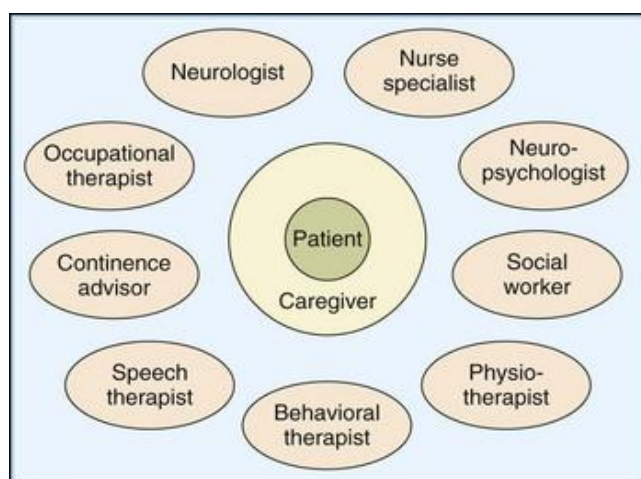 Neurologist
Nurse
specialist
Occupational
therapist
Neuro-
psychologist
Patient
Caregiver
Continence
advisor
Social
worker
Speech
therapist
Behavioral
therapist
Physio-
therapist